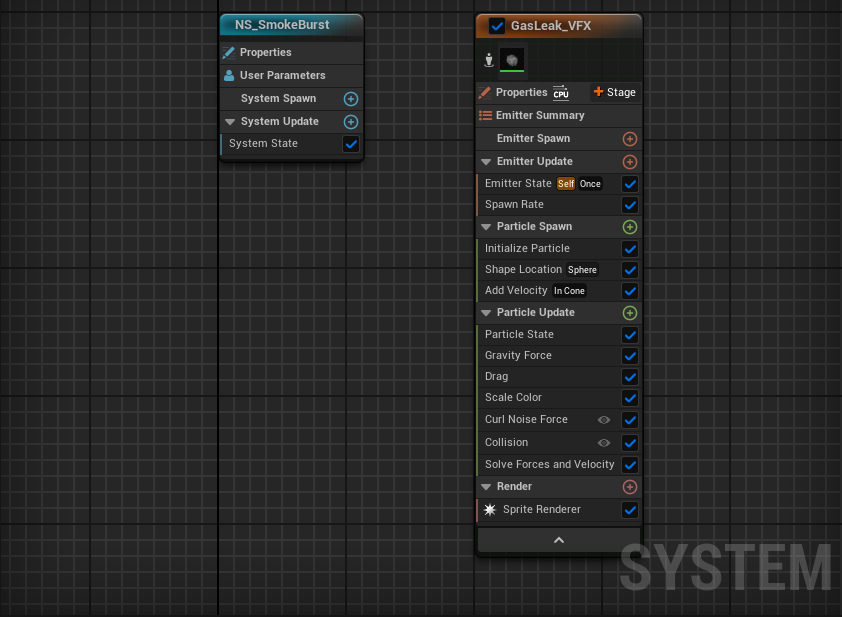 NS_SmokeBurst
Properties
User Parameters
System Spawn
System Update
System State
GasLeak_VFX
Properties CPU Stage
Emitter Summary
Emitter Spawn
Emitter Update
Emitter State Self Once
Spawn Rate
Particle Spawn
Initialize Particle
Shape Location Sphere
Add Velocity In Cone
Particle Update
Particle State
Gravity Force
Drag
Scale Color
Curl Noise Force
Collision
Solve Forces and Velocity
Render
Sprite Renderer
SYSTEM